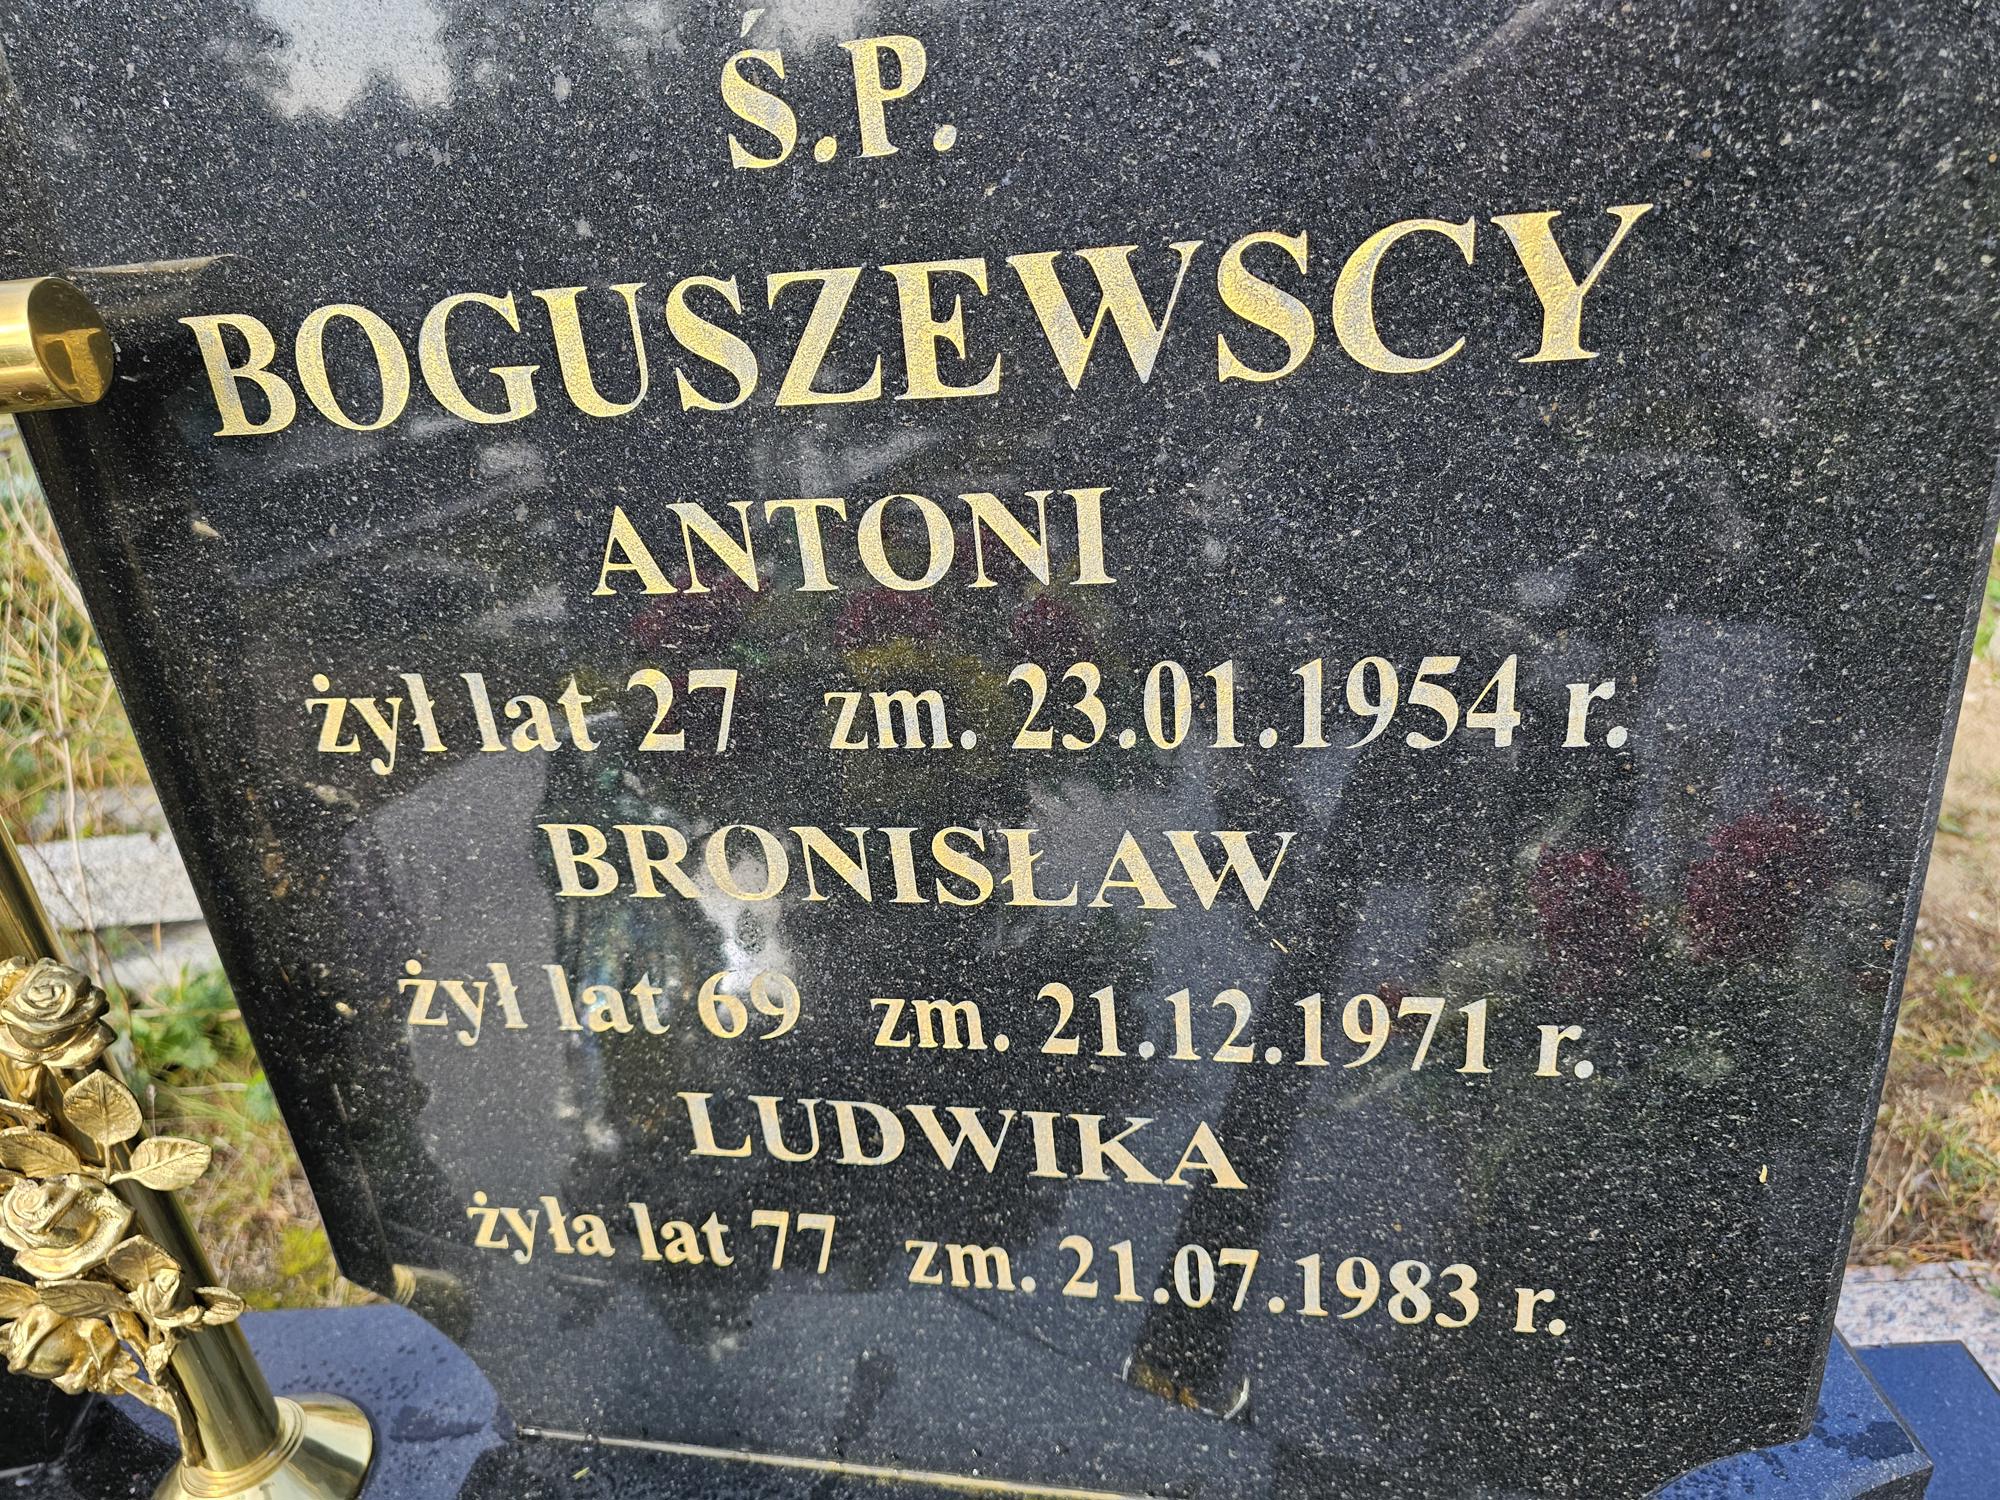 Ś.P.
BOGUSZEWSCY
ANTONI
żył lat 27 zm. 23.01.1954 r.
BRONISŁAW
żył lat 69 zm. 21.12.1971 r.
LUDWIKA
żyła lat 77 zm. 21.07.1983 r.